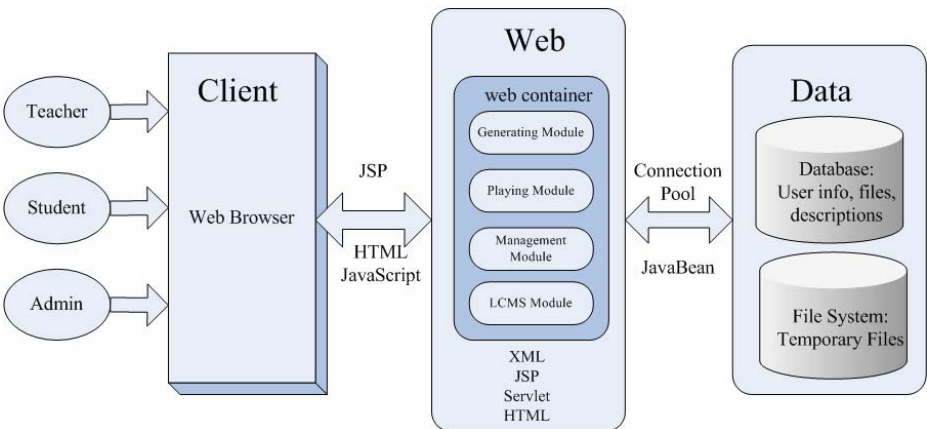 Teacher
Student
Admin
Client
Web Browser
JSP
HTML
JavaScript
Web
web container
Generating Module
Playing Module
Management
Module
LCMS Module
XML
JSP
Servlet
HTML
Connection
Pool
JavaBean
Data
Database:
User info, files,
descriptions
File System:
Temporary Files